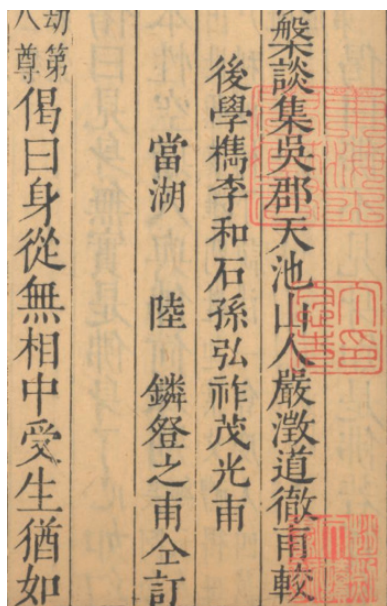 槃談集吳郡天池山人嚴澂道徹甫較
後學檇李和石孫弘祚茂光甫
當湖 陸 鏻登之甫仝訂
劫第
八尊
偈曰身從無相中受生猶如